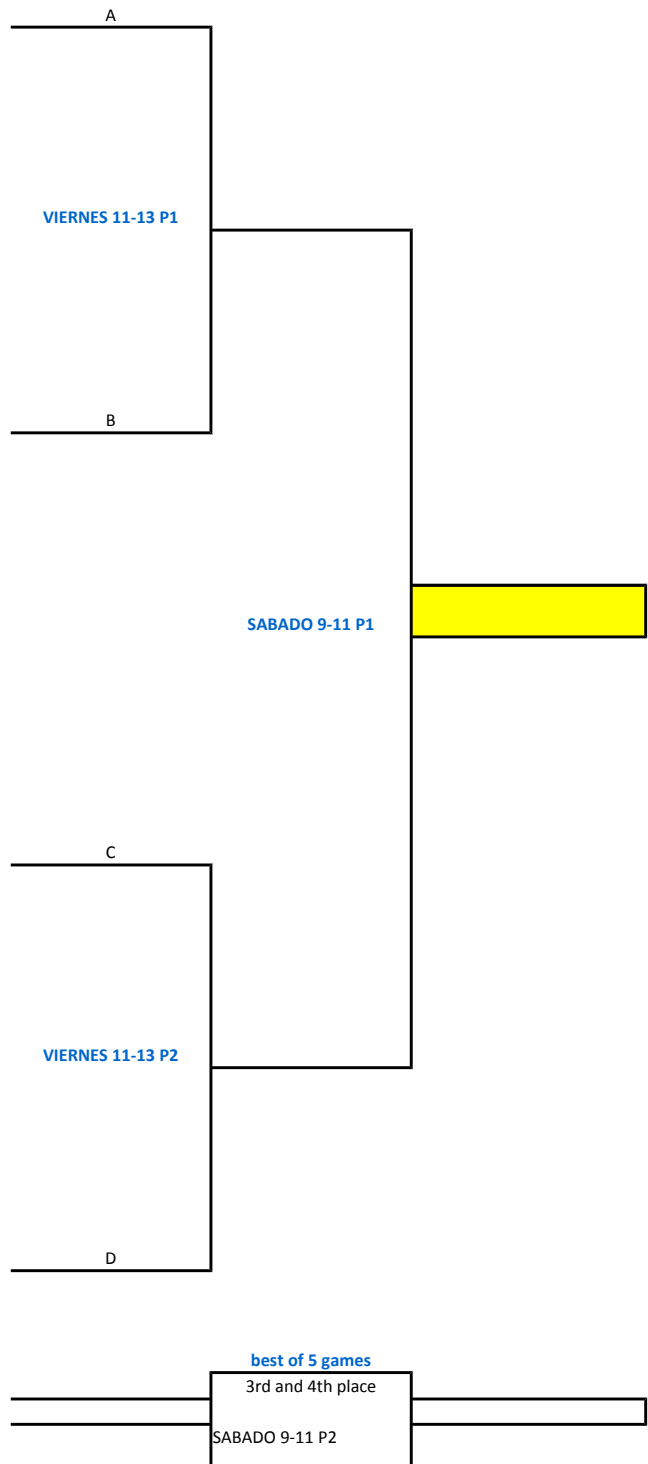 A
VIERNES 11-13 P1
B
SABADO 9-11 P1
C
VIERNES 11-13 P2
D
best of 5 games
3rd and 4th place
SABADO 9-11 P2